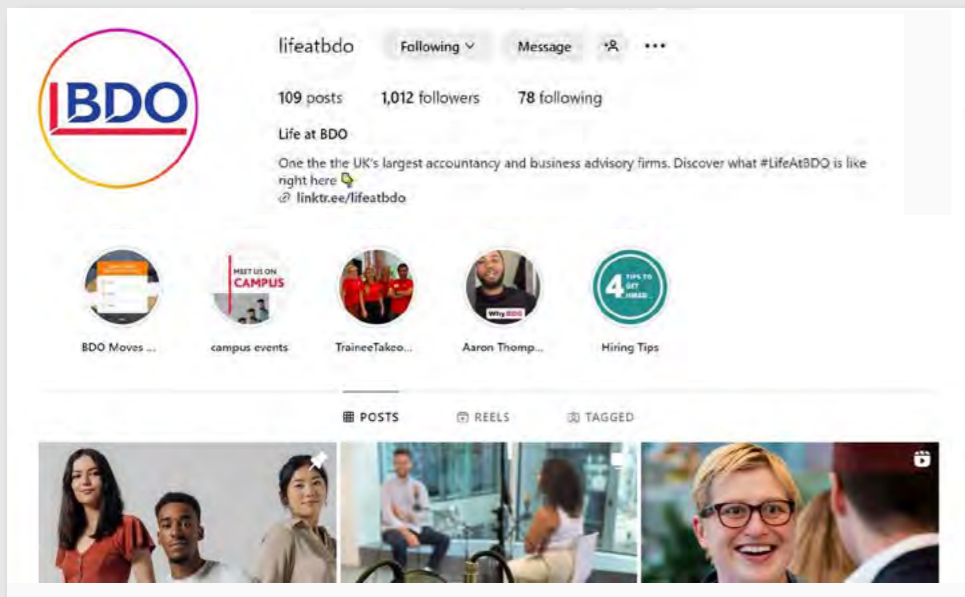 lifeatbdo Following Message
109 posts 1,012 followers 78 following
BDO
Life at BDO
One the the UK's largest accountancy and business advisory firms. Discover what #LifeAtBDO is like
right here
linktr.ee/lifeatbdo
MEET US ON
CAMPUS
Why BDO
4 TIPS TO
GET
BDO Moves ... campus events TraineeTakeo... Aaron Thomp... Hiring Tips
POSTS REELS TAGGED